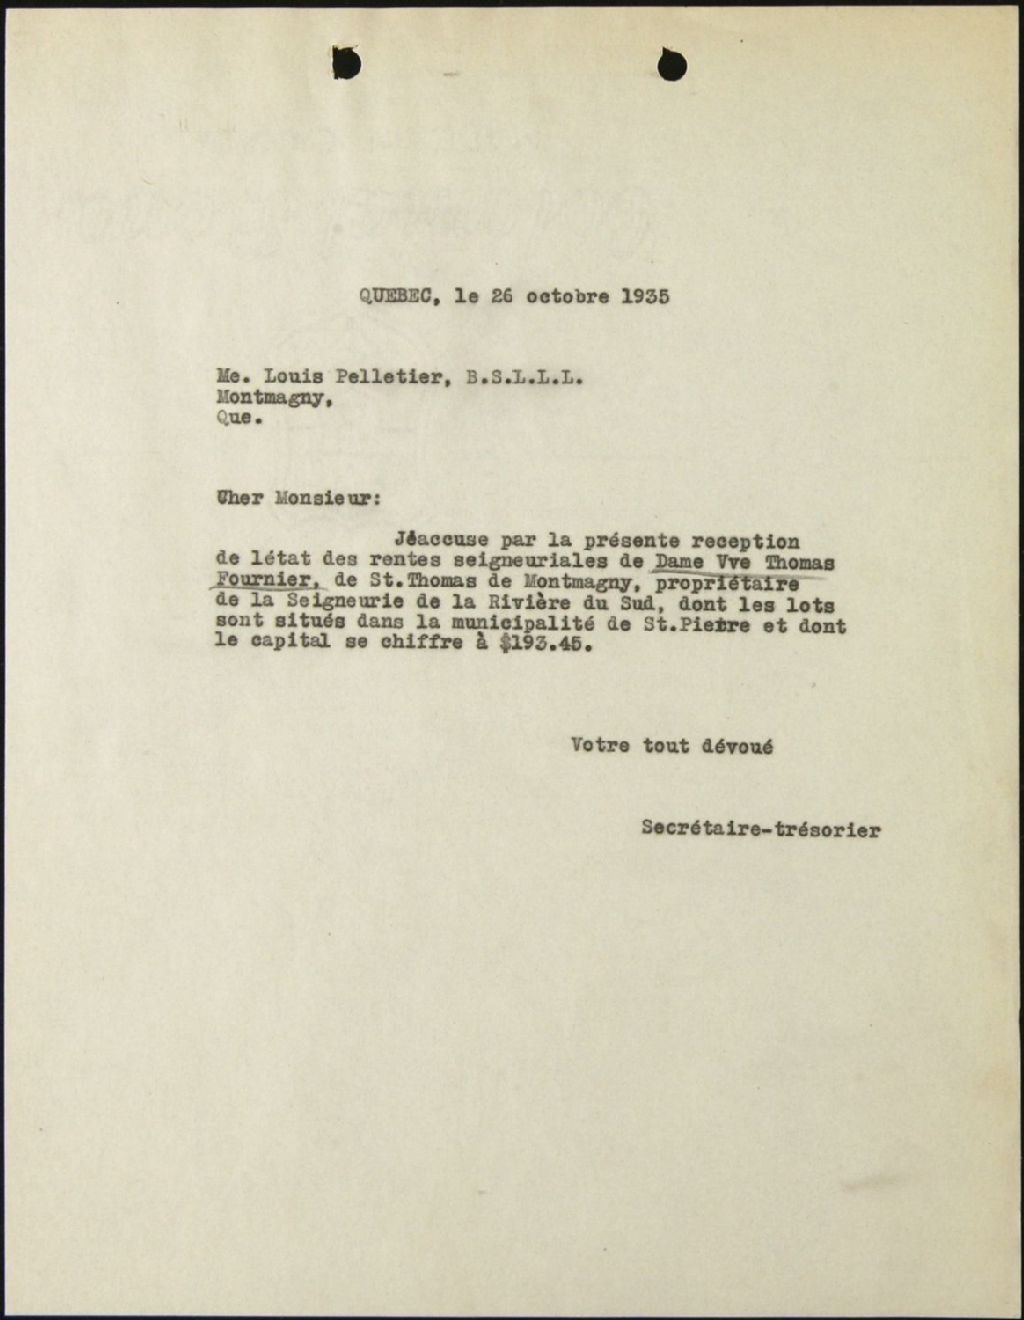 QUEBEC, le 26 octobre 1935
Me. Louis Pelletier, B.S.L.L.L.
Montmagny,
Que.
Cher Monsieur:
Jéaccuse par la présente reception
de létat des rentes seigneuriales de Dame Vve Thomas
Fournier, de St.Thomas de Montmagny, propriétaire
de la Seigneurie de la Rivière du Sud, dont les lots
sont situés dans la municipalité de St.Pierre et dont
le capital se chiffre à $193.45.
Votre tout dévoué
Secrétaire-trésorier